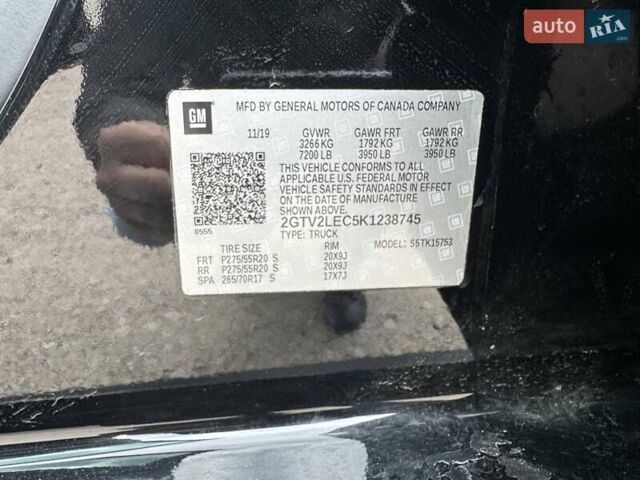 auto RIA .com
GM
MFD BY GENERAL MOTORS OF CANADA COMPANY
11/19 GVWR GAWR FRT GAWR RR
3266 KG 1792 KG 1792 KG
7200 LB 3950 LB 3950 LB
THIS VEHICLE CONFORMS TO ALL
APPLICABLE U.S. FEDERAL MOTOR
VEHICLE SAFETY STANDARDS IN EFFECT
ON THE DATE OF MANUFACTURE
SHOWN ABOVE.
2GTV2LEC5K1238745
8555
TYPE: TRUCK
TIRE SIZE RIM 55TK15753
FRT P275/55R20 S 20X9J
RR P275/55R20 S 20X9J
SPA 265/70R17 S 17X7J